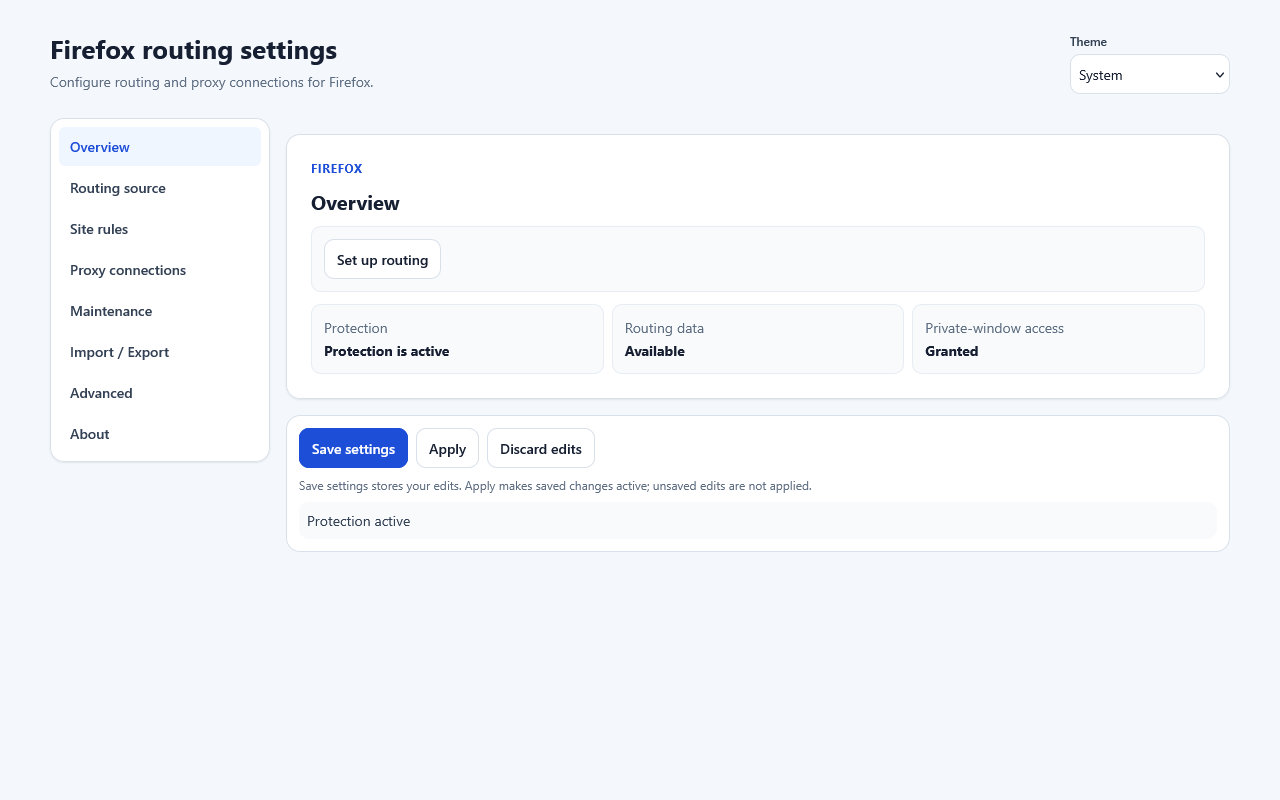 Firefox routing settings
Configure routing and proxy connections for Firefox.
Theme
System
Overview
Routing source
Site rules
Proxy connections
Maintenance
Import / Export
Advanced
About
FIREFOX
Overview
Set up routing
Protection
Protection is active
Routing data
Available
Private-window access
Granted
Save settings
Apply
Discard edits
Save settings stores your edits. Apply makes saved changes active; unsaved edits are not applied.
Protection active